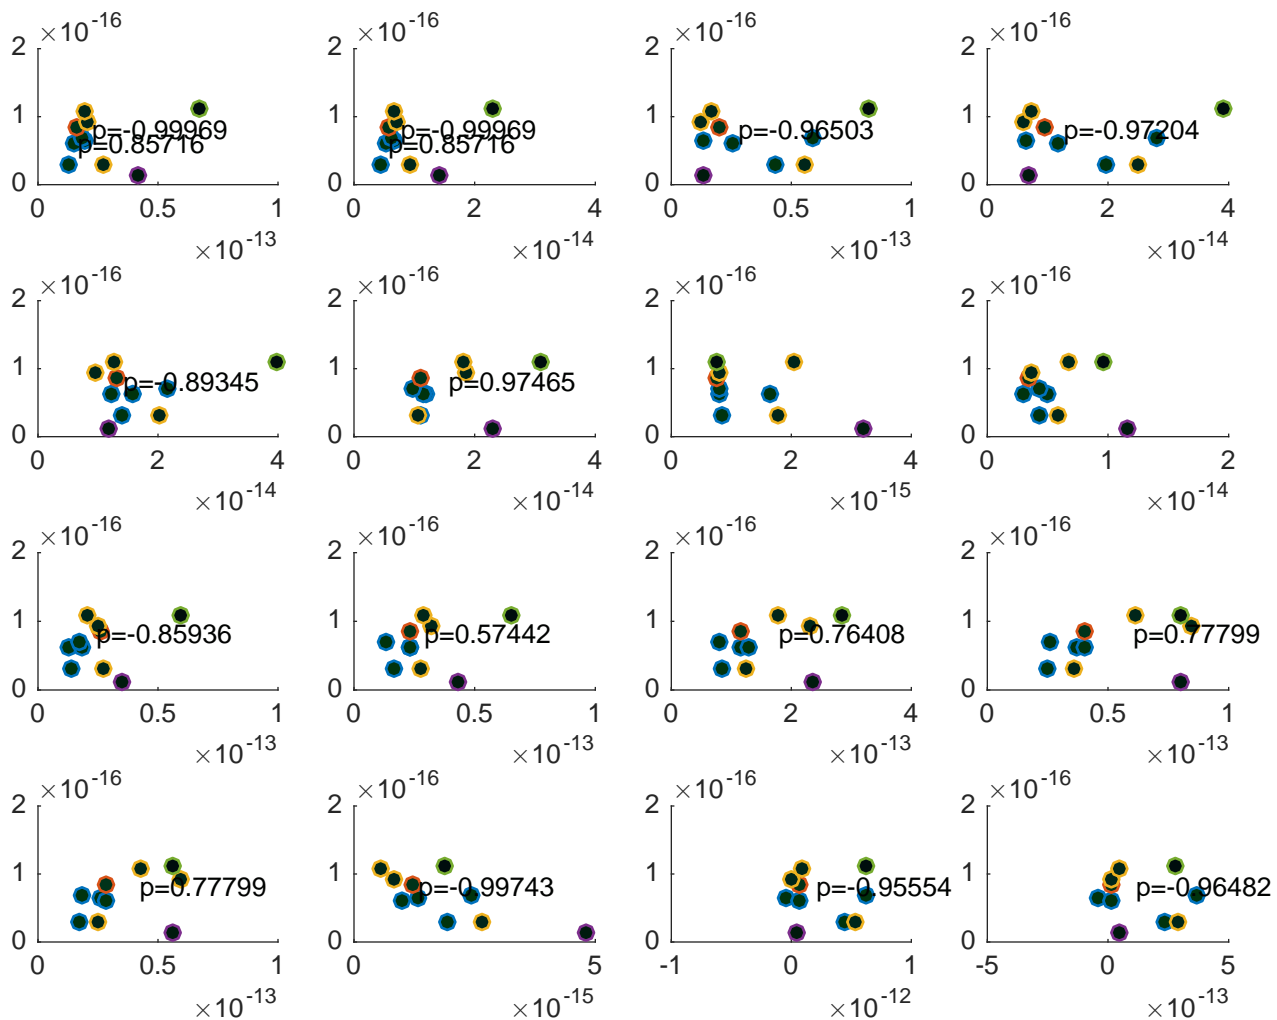 ×10-16 ×10-16 ×10-16 ×10-16
2 2 2 2
1 1 1 1
p=-0.99969 p=-0.99969 p=-0.96503 p=-0.97204
p=0.85716 p=0.85716
0 0 0 0
0 0.5 1 0 2 4 0 0.5 1 0 2 4
×10-13 ×10-14 ×10-13 ×10-14
×10-16 ×10-16 ×10-16 ×10-16
2 2 2 2
1 1 1 1
p=-0.89345 p=0.97465
0 0 0 0
0 2 4 0 2 4 0 2 4 0 1 2
×10-14 ×10-14 ×10-15 ×10-14
×10-16 ×10-16 ×10-16 ×10-16
2 2 2 2
1 1 1 1
p=-0.85936 p=0.57442 p=0.76408 p=0.77799
0 0 0 0
0 0.5 1 0 0.5 1 0 2 4 0 0.5 1
×10-13 ×10-13 ×10-13 ×10-13
×10-16 ×10-16 ×10-16 ×10-16
2 2 2 2
1 1 1 1
p=0.77799 p=-0.99743 p=-0.95554 p=-0.96482
0 0 0 0
0 0.5 1 0 5 -1 0 1 -5 0 5
×10-13 ×10-15 ×10-12 ×10-13